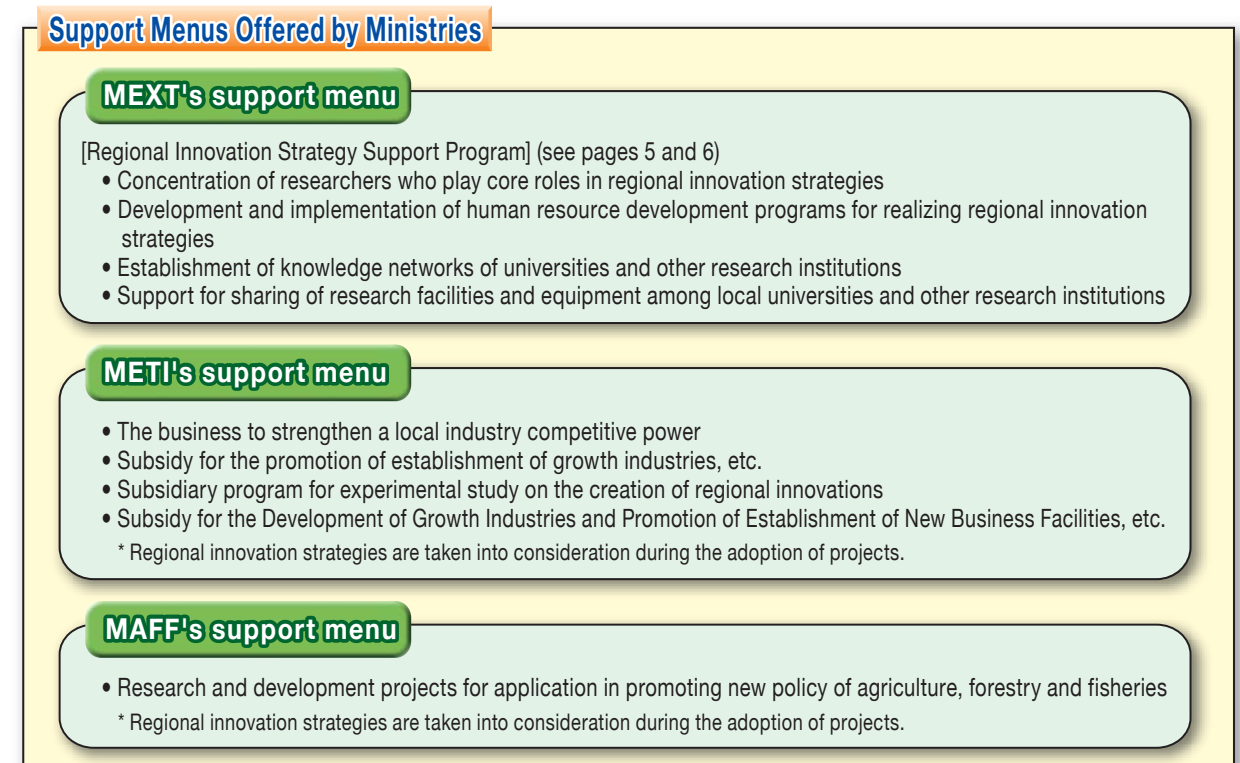 Support Menus Offered by Ministries
MEXT's support menu
[Regional Innovation Strategy Support Program] (see pages 5 and 6)
• Concentration of researchers who play core roles in regional innovation strategies
• Development and implementation of human resource development programs for realizing regional innovation
strategies
• Establishment of knowledge networks of universities and other research institutions
• Support for sharing of research facilities and equipment among local universities and other research institutions
METI's support menu
• The business to strengthen a local industry competitive power
• Subsidy for the promotion of establishment of growth industries, etc.
• Subsidiary program for experimental study on the creation of regional innovations
• Subsidy for the Development of Growth Industries and Promotion of Establishment of New Business Facilities, etc.
* Regional innovation strategies are taken into consideration during the adoption of projects.
MAFF's support menu
• Research and development projects for application in promoting new policy of agriculture, forestry and fisheries
* Regional innovation strategies are taken into consideration during the adoption of projects.